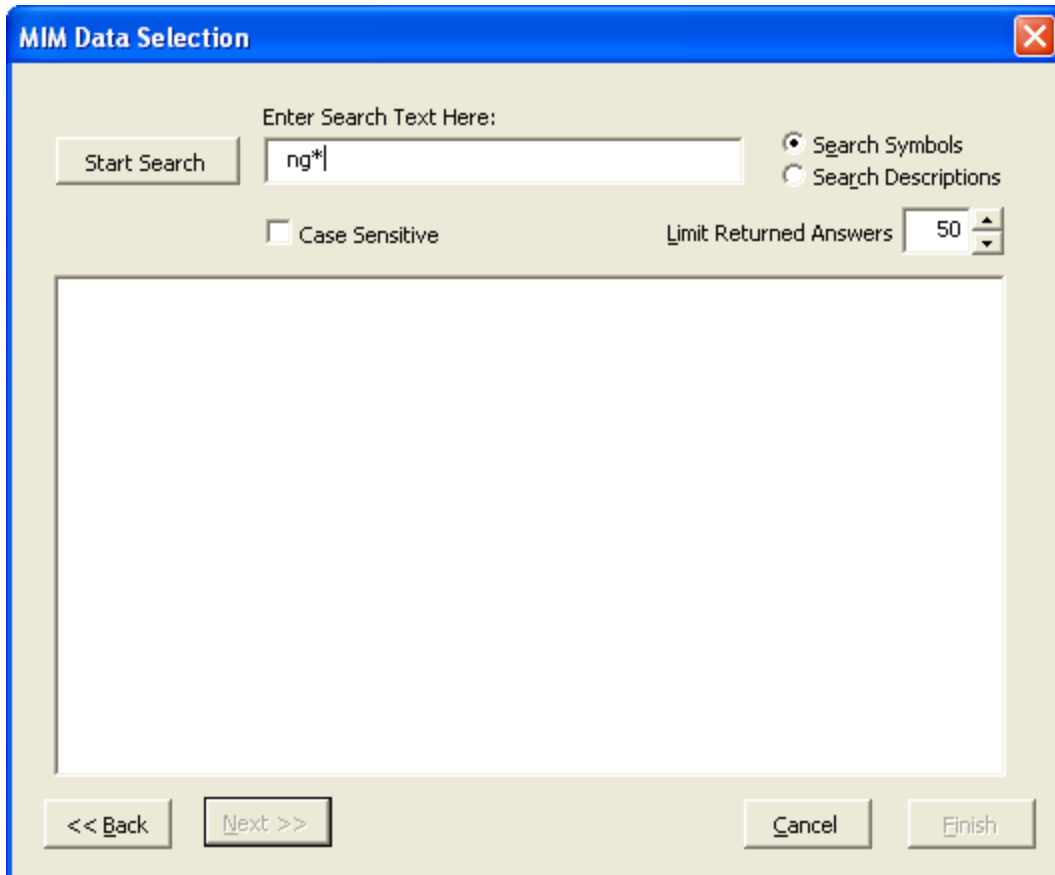 MIM Data Selection
Enter Search Text Here:
Start Search
ng*
Search Symbols
Search Descriptions
Case Sensitive
Limit Returned Answers
50
<< Back
Next >>
Cancel
Finish